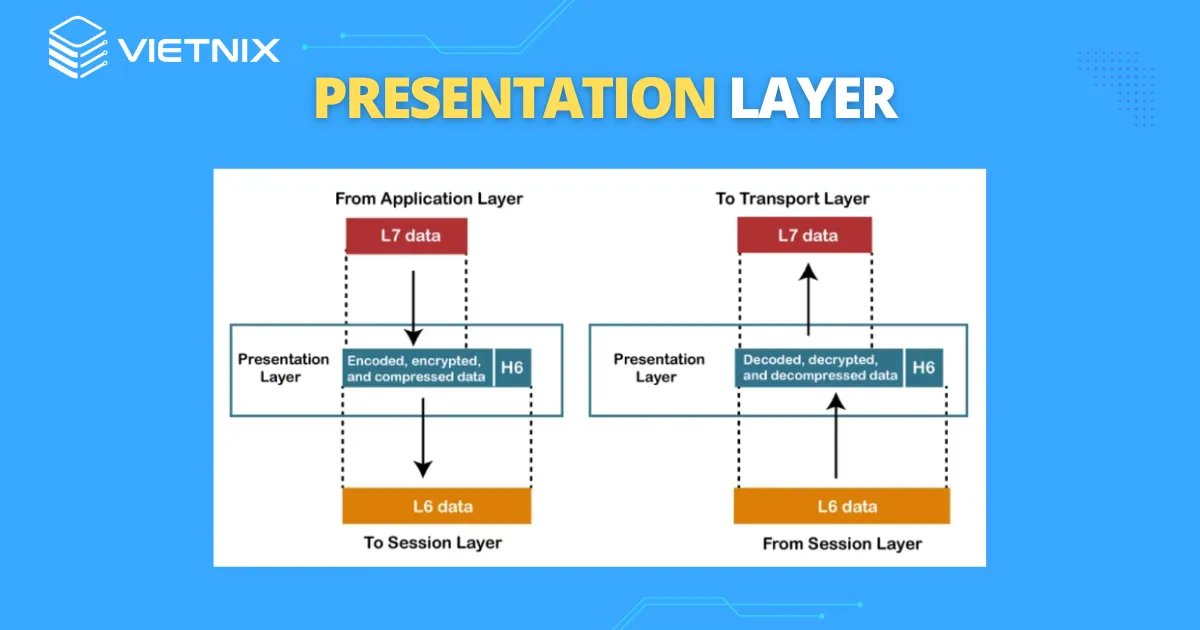 VIETNIX
PRESENTATION LAYER
From Application Layer
L7 data
Presentation
Layer
Encoded, encrypted,
and compressed data
H6
L6 data
To Session Layer
To Transport Layer
L7 data
Presentation
Layer
Decoded, decrypted,
and decompressed data
H6
L6 data
From Session Layer